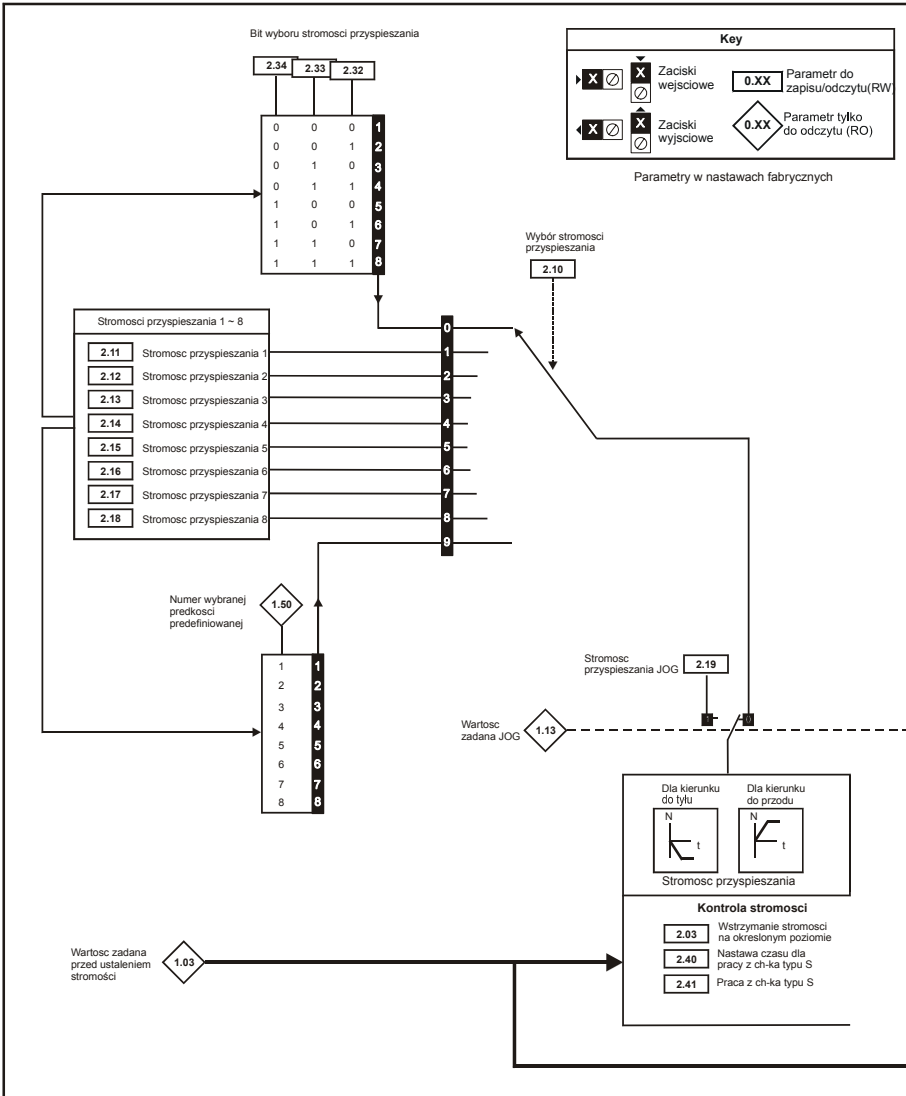 Bit wyboru stromosci przyspieszania
2.34 2.33 2.32
0 0 0 1
0 0 1 2
0 1 0 3
0 1 1 4
1 0 0 5
1 0 1 6
1 1 0 7
1 1 1 8
Key
X Zaciski
wejsciowe
X
0.XX Parametr do
zapisu/odczytu(RW)
X Zaciski
wyjsciowe
X
0.XX Parametr tylko
do odczytu (RO)
Parametry w nastawach fabrycznych
Wybór stromosci
przyspieszania
2.10
Stromosci przyspieszania 1 ~ 8
2.11 Stromosc przyspieszania 1
2.12 Stromosc przyspieszania 2
2.13 Stromosc przyspieszania 3
2.14 Stromosc przyspieszania 4
2.15 Stromosc przyspieszania 5
2.16 Stromosc przyspieszania 6
2.17 Stromosc przyspieszania 7
2.18 Stromosc przyspieszania 8
0
1
2
3
4
5
6
7
8
9
Numer wybranej
predkosci
predefiniowanej
1.50
1 1
2 2
3 3
4 4
5 5
6 6
7 7
8 8
Stromosc
przyspieszania JOG
2.19
1 0
Wartosc
zadana JOG
1.13
Dla kierunku
do tyłu
N
t
Dla kierunku
do przodu
N
t
Stromosc przyspieszania
Kontrola stromosci
2.03 Wstrzymanie stromosci
na okreslonym poziomie
2.40 Nastawa czasu dla
pracy z ch-ka typu S
2.41 Praca z ch-ka typu S
Wartosc zadana
przed ustaleniem
stromości
1.03